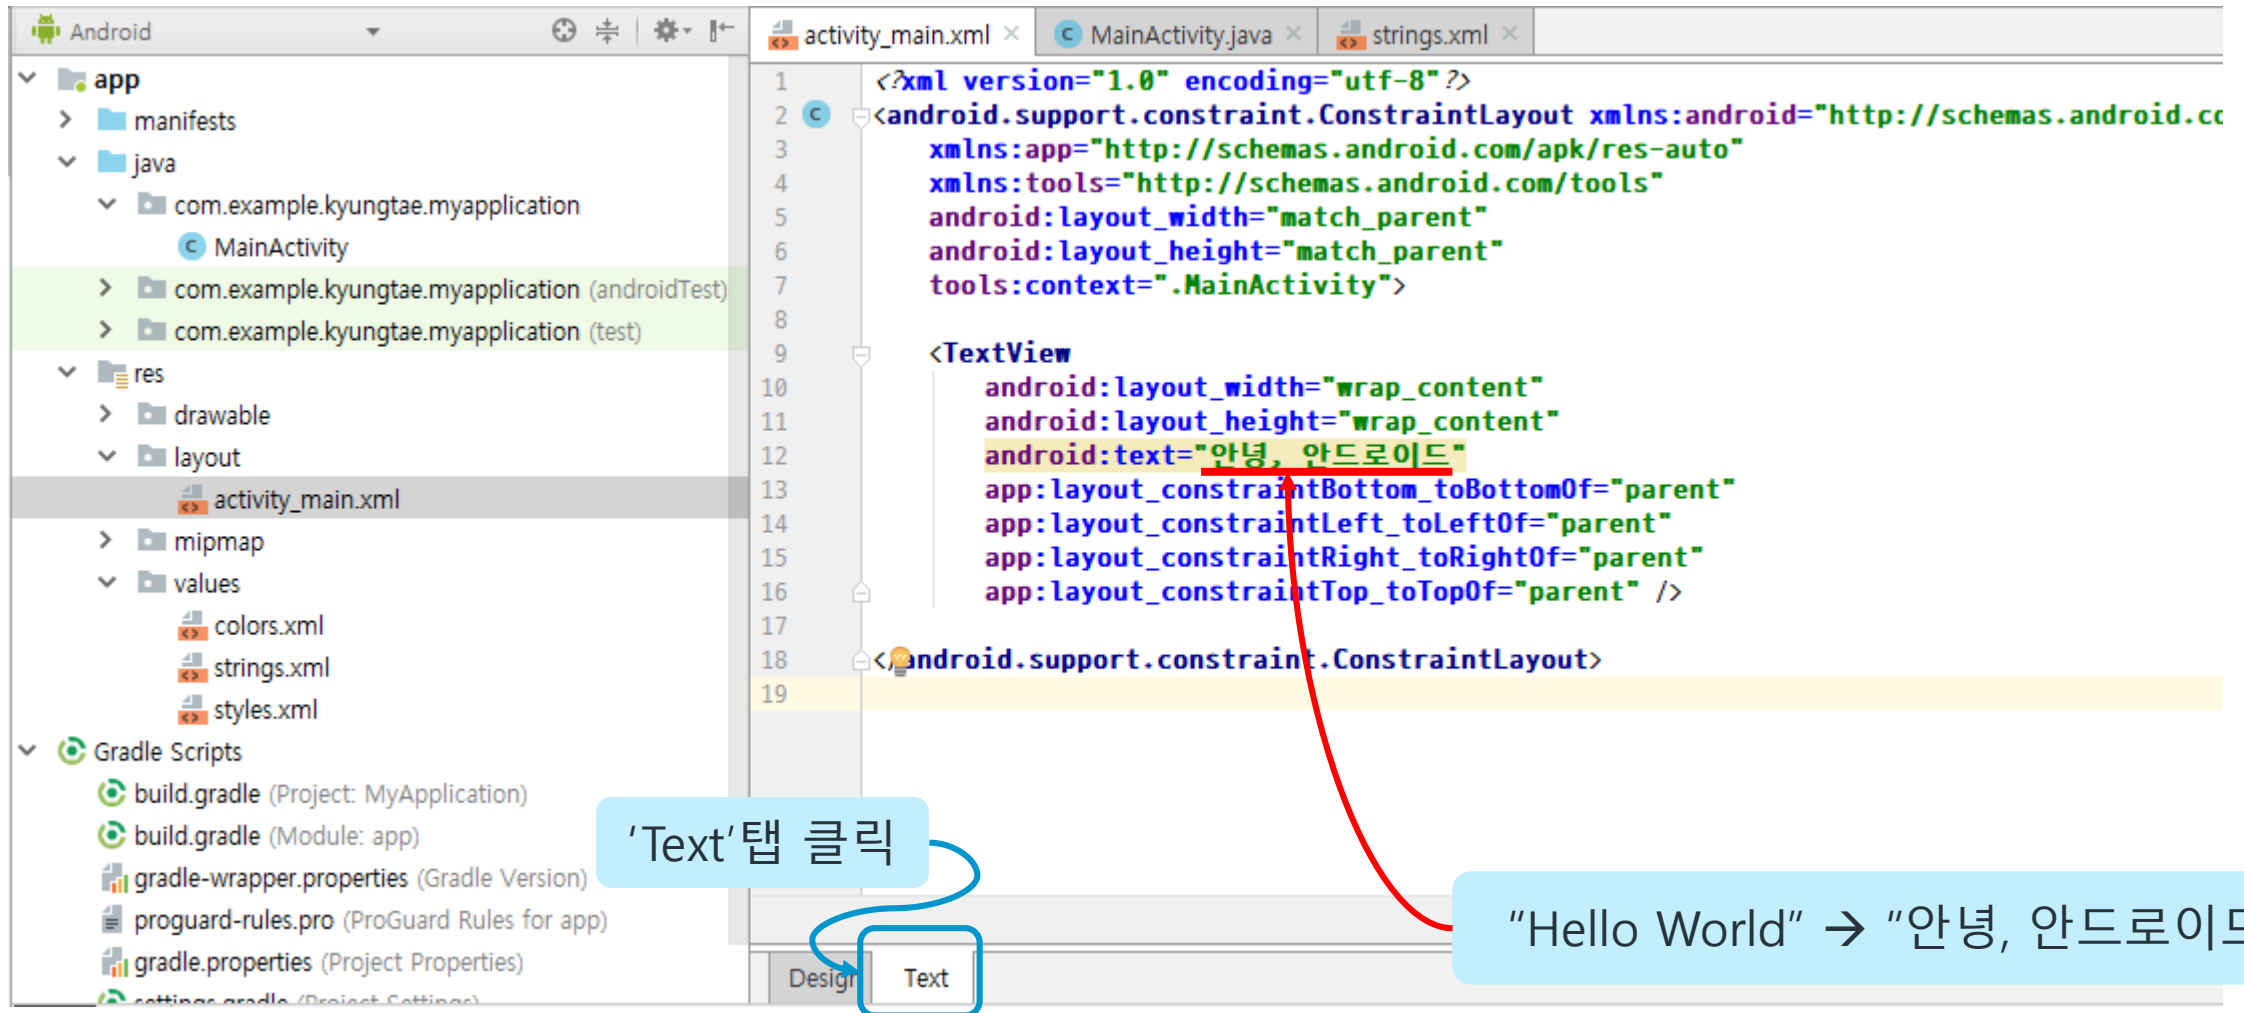 Android
app
manifests
java
com.example.kyungtae.myapplication
MainActivity
com.example.kyungtae.myapplication (androidTest)
com.example.kyungtae.myapplication (test)
res
drawable
layout
activity_main.xml
mipmap
values
colors.xml
strings.xml
styles.xml
Gradle Scripts
build.gradle (Project: MyApplication)
build.gradle (Module: app)
gradle-wrapper.properties (Gradle Version)
proguard-rules.pro (ProGuard Rules for app)
gradle.properties (Project Properties)
settings.gradle (Project Settings)
activity_main.xml MainActivity.java strings.xml
1 <?xml version="1.0" encoding="utf-8"?>
2 <android.support.constraint.ConstraintLayout xmlns:android="http://schemas.android.co
3 xmlns:app="http://schemas.android.com/apk/res-auto"
4 xmlns:tools="http://schemas.android.com/tools"
5 android:layout_width="match_parent"
6 android:layout_height="match_parent"
7 tools:context=".MainActivity">
8
9 <TextView
10 android:layout_width="wrap_content"
11 android:layout_height="wrap_content"
12 android:text="안녕, 안드로이드"
13 app:layout_constraintBottom_toBottomOf="parent"
14 app:layout_constraintLeft_toLeftOf="parent"
15 app:layout_constraintRight_toRightOf="parent"
16 app:layout_constraintTop_toTopOf="parent" />
17
18 </android.support.constraint.ConstraintLayout>
19
'Text'탭 클릭
"Hello World" → "안녕, 안드로이드
Design Text